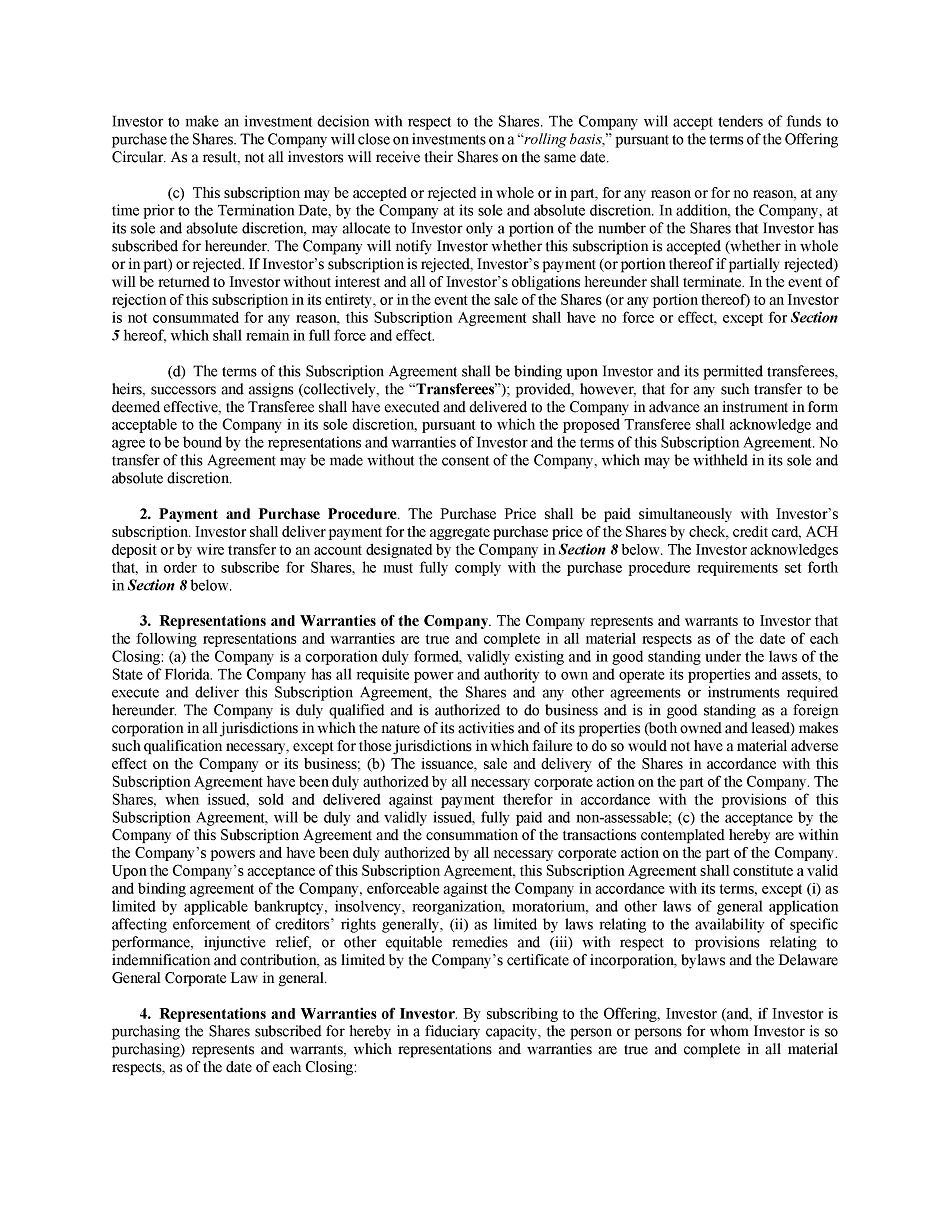 Investor to make an investment decision with respect to the Shares. The Company will accept tenders of funds to
purchase the Shares. The Company will close on investments on a “rolling basis,” pursuant to the terms of the Offering
Circular. As a result, not all investors will receive their Shares on the same date.
(c) This subscription may be accepted or rejected in whole or in part, for any reason or for no reason, at any
time prior to the Termination Date, by the Company at its sole and absolute discretion. In addition, the Company, at
its sole and absolute discretion, may allocate to Investor only a portion of the number of the Shares that Investor has
subscribed for hereunder. The Company will notify Investor whether this subscription is accepted (whether in whole
or in part) or rejected. If Investor’s subscription is rejected, Investor’s payment (or portion thereof if partially rejected)
will be returned to Investor without interest and all of Investor’s obligations hereunder shall terminate. In the event of
rejection of this subscription in its entirety, or in the event the sale of the Shares (or any portion thereof) to an Investor
is not consummated for any reason, this Subscription Agreement shall have no force or effect, except for Section
5 hereof, which shall remain in full force and effect.
(d) The terms of this Subscription Agreement shall be binding upon Investor and its permitted transferees,
heirs, successors and assigns (collectively, the “Transferees”); provided, however, that for any such transfer to be
deemed effective, the Transferee shall have executed and delivered to the Company in advance an instrument in form
acceptable to the Company in its sole discretion, pursuant to which the proposed Transferee shall acknowledge and
agree to be bound by the representations and warranties of Investor and the terms of this Subscription Agreement. No
transfer of this Agreement may be made without the consent of the Company, which may be withheld in its sole and
absolute discretion.
2. Payment and Purchase Procedure. The Purchase Price shall be paid simultaneously with Investor’s
subscription. Investor shall deliver payment for the aggregate purchase price of the Shares by check, credit card, ACH
deposit or by wire transfer to an account designated by the Company in Section 8 below. The Investor acknowledges
that, in order to subscribe for Shares, he must fully comply with the purchase procedure requirements set forth
in Section 8 below.
3. Representations and Warranties of the Company. The Company represents and warrants to Investor that
the following representations and warranties are true and complete in all material respects as of the date of each
Closing: (a) the Company is a corporation duly formed, validly existing and in good standing under the laws of the
State of Florida. The Company has all requisite power and authority to own and operate its properties and assets, to
execute and deliver this Subscription Agreement, the Shares and any other agreements or instruments required
hereunder. The Company is duly qualified and is authorized to do business and is in good standing as a foreign
corporation in all jurisdictions in which the nature of its activities and of its properties (both owned and leased) makes
such qualification necessary, except for those jurisdictions in which failure to do so would not have a material adverse
effect on the Company or its business; (b) The issuance, sale and delivery of the Shares in accordance with this
Subscription Agreement have been duly authorized by all necessary corporate action on the part of the Company. The
Shares, when issued, sold and delivered against payment therefor in accordance with the provisions of this
Subscription Agreement, will be duly and validly issued, fully paid and non-assessable; (c) the acceptance by the
Company of this Subscription Agreement and the consummation of the transactions contemplated hereby are within
the Company’s powers and have been duly authorized by all necessary corporate action on the part of the Company.
Upon the Company’s acceptance of this Subscription Agreement, this Subscription Agreement shall constitute a valid
and binding agreement of the Company, enforceable against the Company in accordance with its terms, except (i) as
limited by applicable bankruptcy, insolvency, reorganization, moratorium, and other laws of general application
affecting enforcement of creditors’ rights generally, (ii) as limited by laws relating to the availability of specific
performance, injunctive relief, or other equitable remedies and (iii) with respect to provisions relating to
indemnification and contribution, as limited by the Company’s certificate of incorporation, bylaws and the Delaware
General Corporate Law in general.
4. Representations and Warranties of Investor. By subscribing to the Offering, Investor (and, if Investor is
purchasing the Shares subscribed for hereby in a fiduciary capacity, the person or persons for whom Investor is so
purchasing) represents and warrants, which representations and warranties are true and complete in all material
respects, as of the date of each Closing: